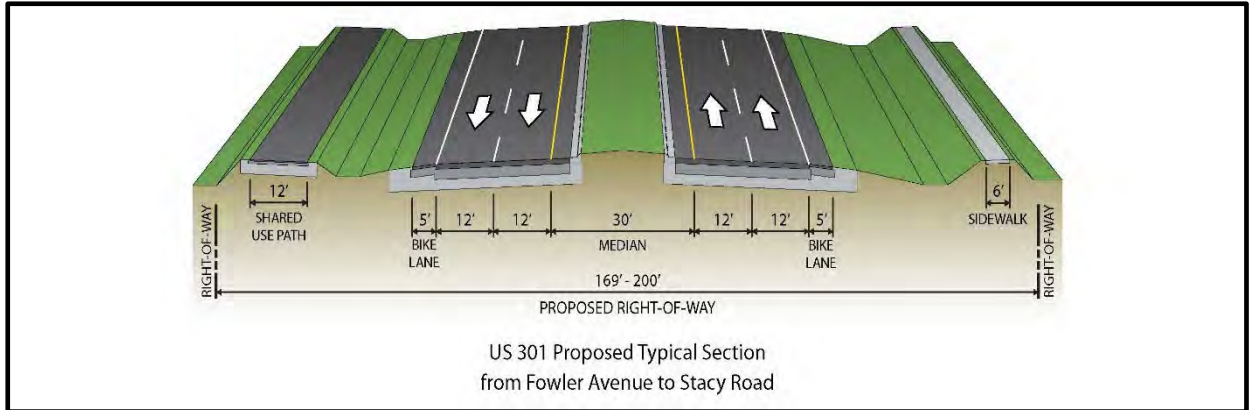 12'
SHARED
USE PATH
5'
BIKE
LANE
12'
12'
30'
MEDIAN
12'
12'
5'
BIKE
LANE
6'
SIDEWALK
RIGHT-OF-WAY
RIGHT-OF-WAY
169' - 200'
PROPOSED RIGHT-OF-WAY
US 301 Proposed Typical Section
from Fowler Avenue to Stacy Road